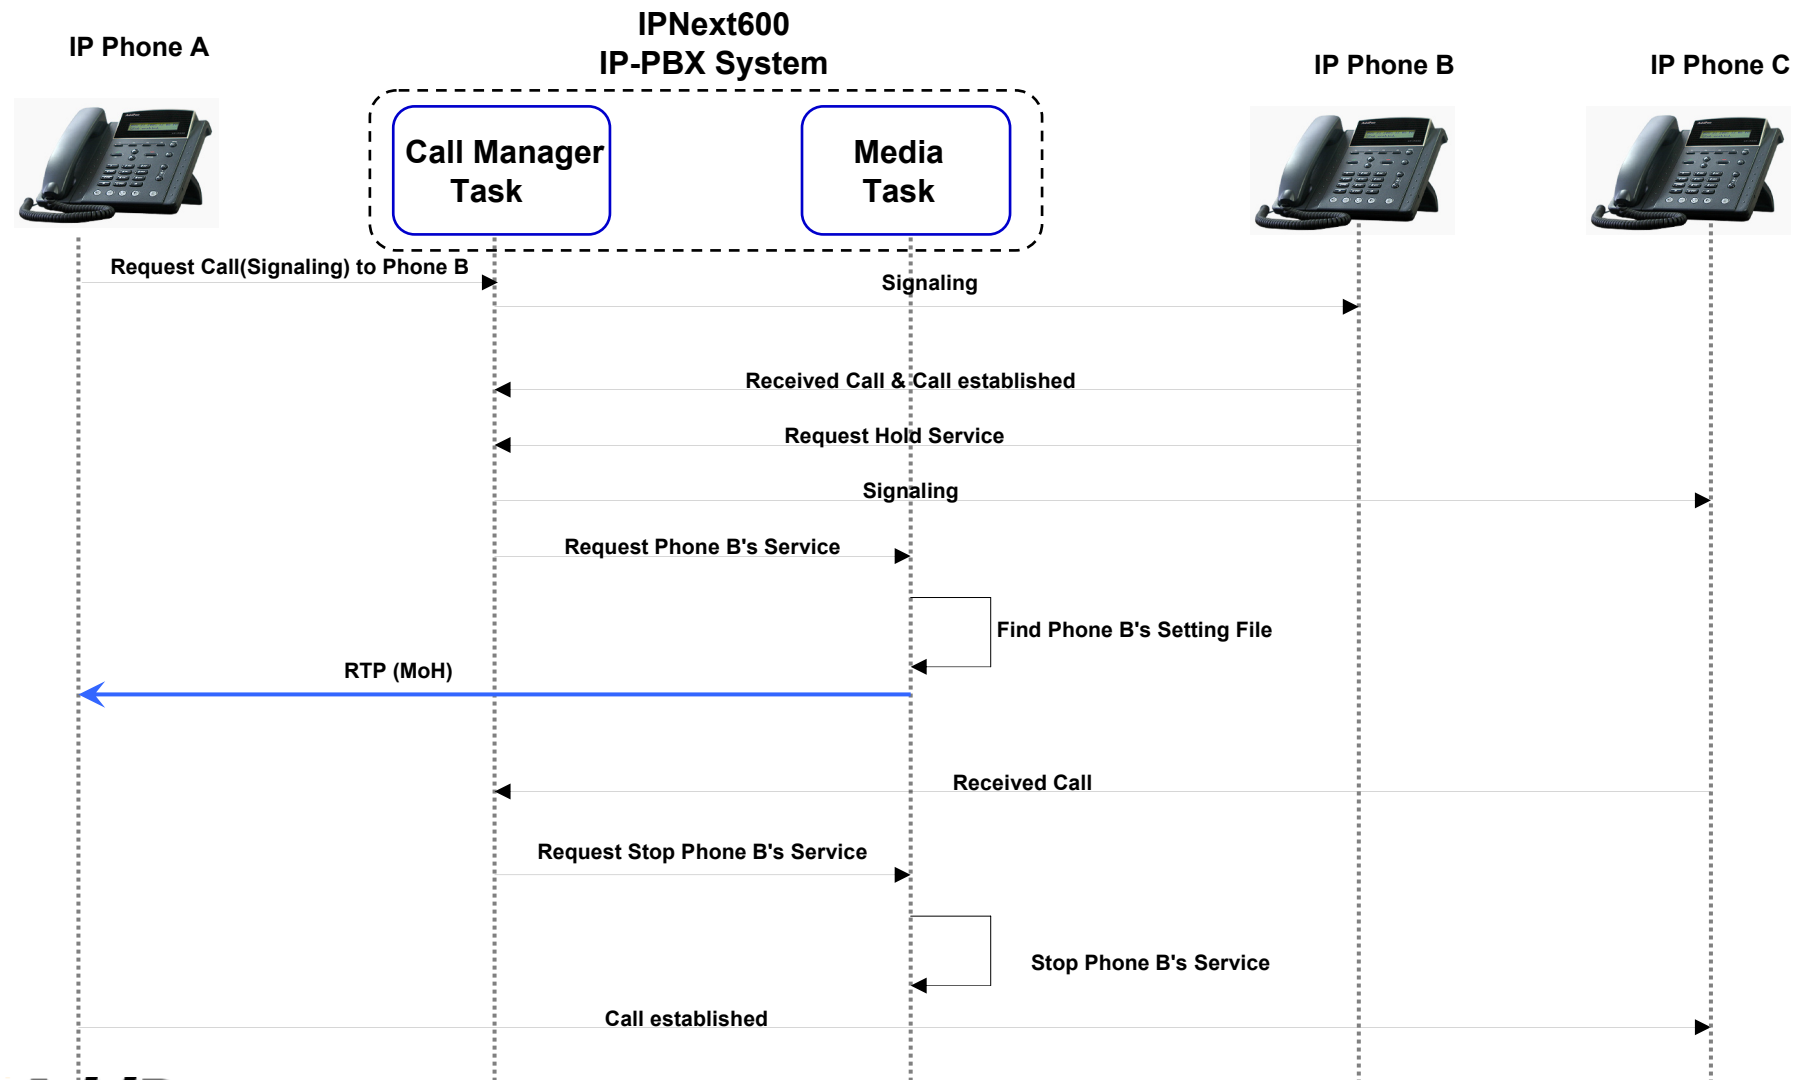 IPNext600
IP-PBX System
IP Phone A
IP Phone B
IP Phone C
Call Manager
Task
Media
Task
Request Call(Signaling) to Phone B
Signaling
Received Call & Call established
Request Hold Service
Signaling
Request Phone B's Service
Find Phone B's Setting File
RTP (MoH)
Received Call
Request Stop Phone B's Service
Stop Phone B's Service
Call established